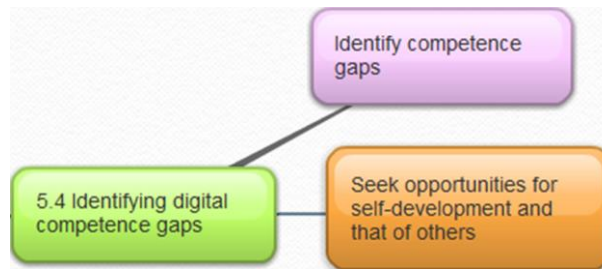 Identify competence
gaps
5.4 Identifying digital
competence gaps
Seek opportunities for
self-development and
that of others